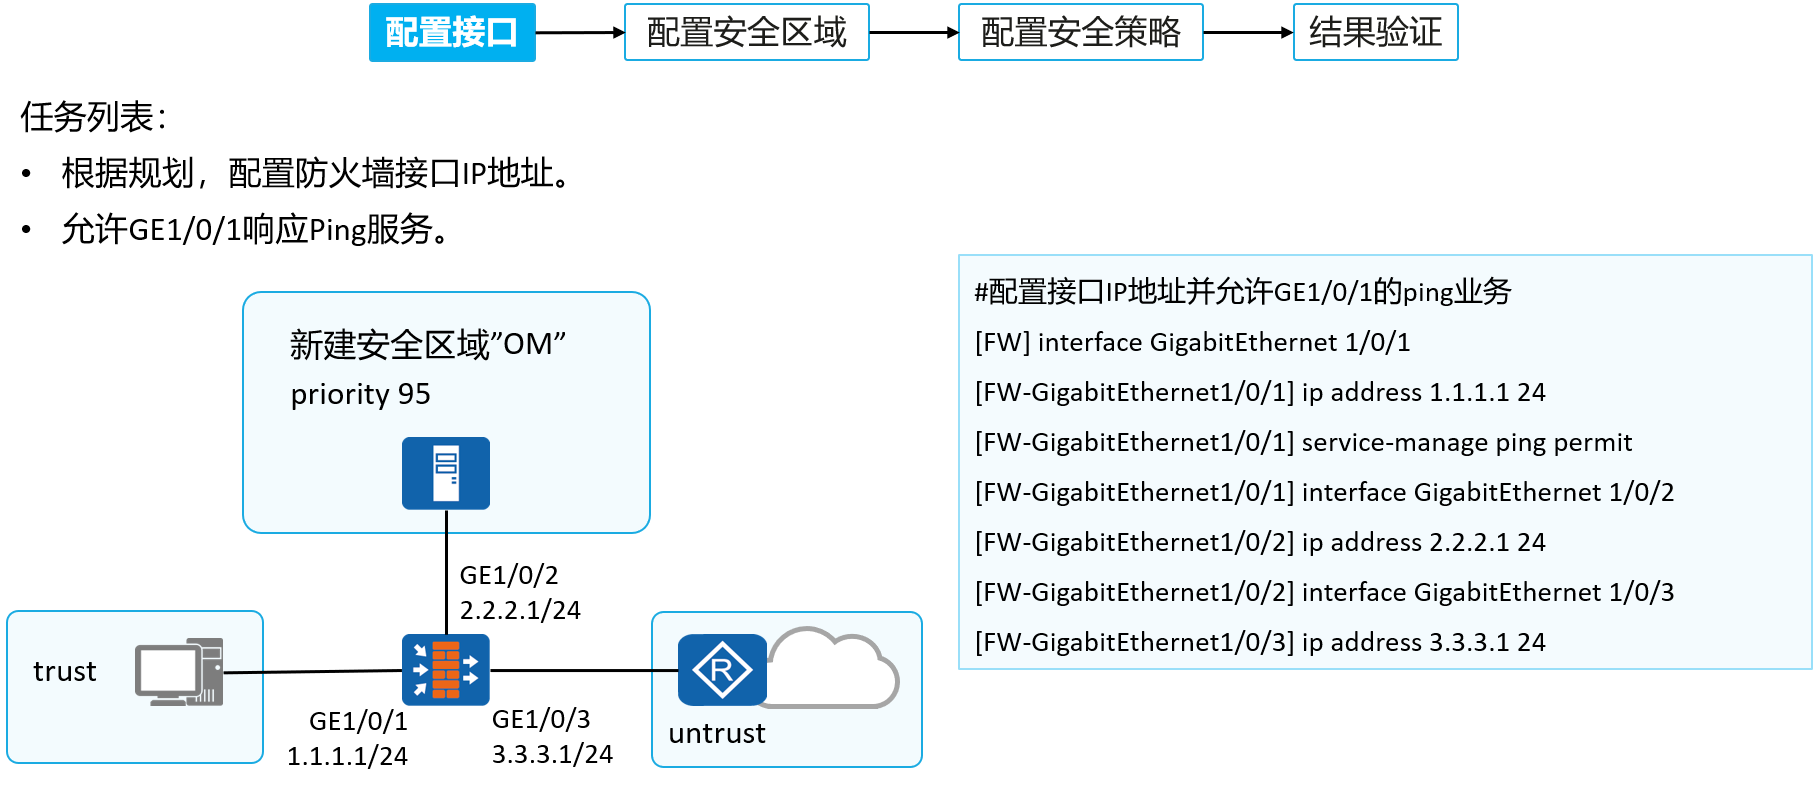 配置接口
配置安全区域
配置安全策略
结果验证
任务列表：
• 根据规划，配置防火墙接口IP地址。
• 允许GE1/0/1响应Ping服务。
新建安全区域”OM”
priority 95
GE1/0/2
2.2.2.1/24
trust
GE1/0/1
1.1.1.1/24
GE1/0/3
3.3.3.1/24
R
untrust
#配置接口IP地址并允许GE1/0/1的ping业务
[FW] interface GigabitEthernet 1/0/1
[FW-GigabitEthernet1/0/1] ip address 1.1.1.1 24
[FW-GigabitEthernet1/0/1] service-manage ping permit
[FW-GigabitEthernet1/0/1] interface GigabitEthernet 1/0/2
[FW-GigabitEthernet1/0/2] ip address 2.2.2.1 24
[FW-GigabitEthernet1/0/2] interface GigabitEthernet 1/0/3
[FW-GigabitEthernet1/0/3] ip address 3.3.3.1 24